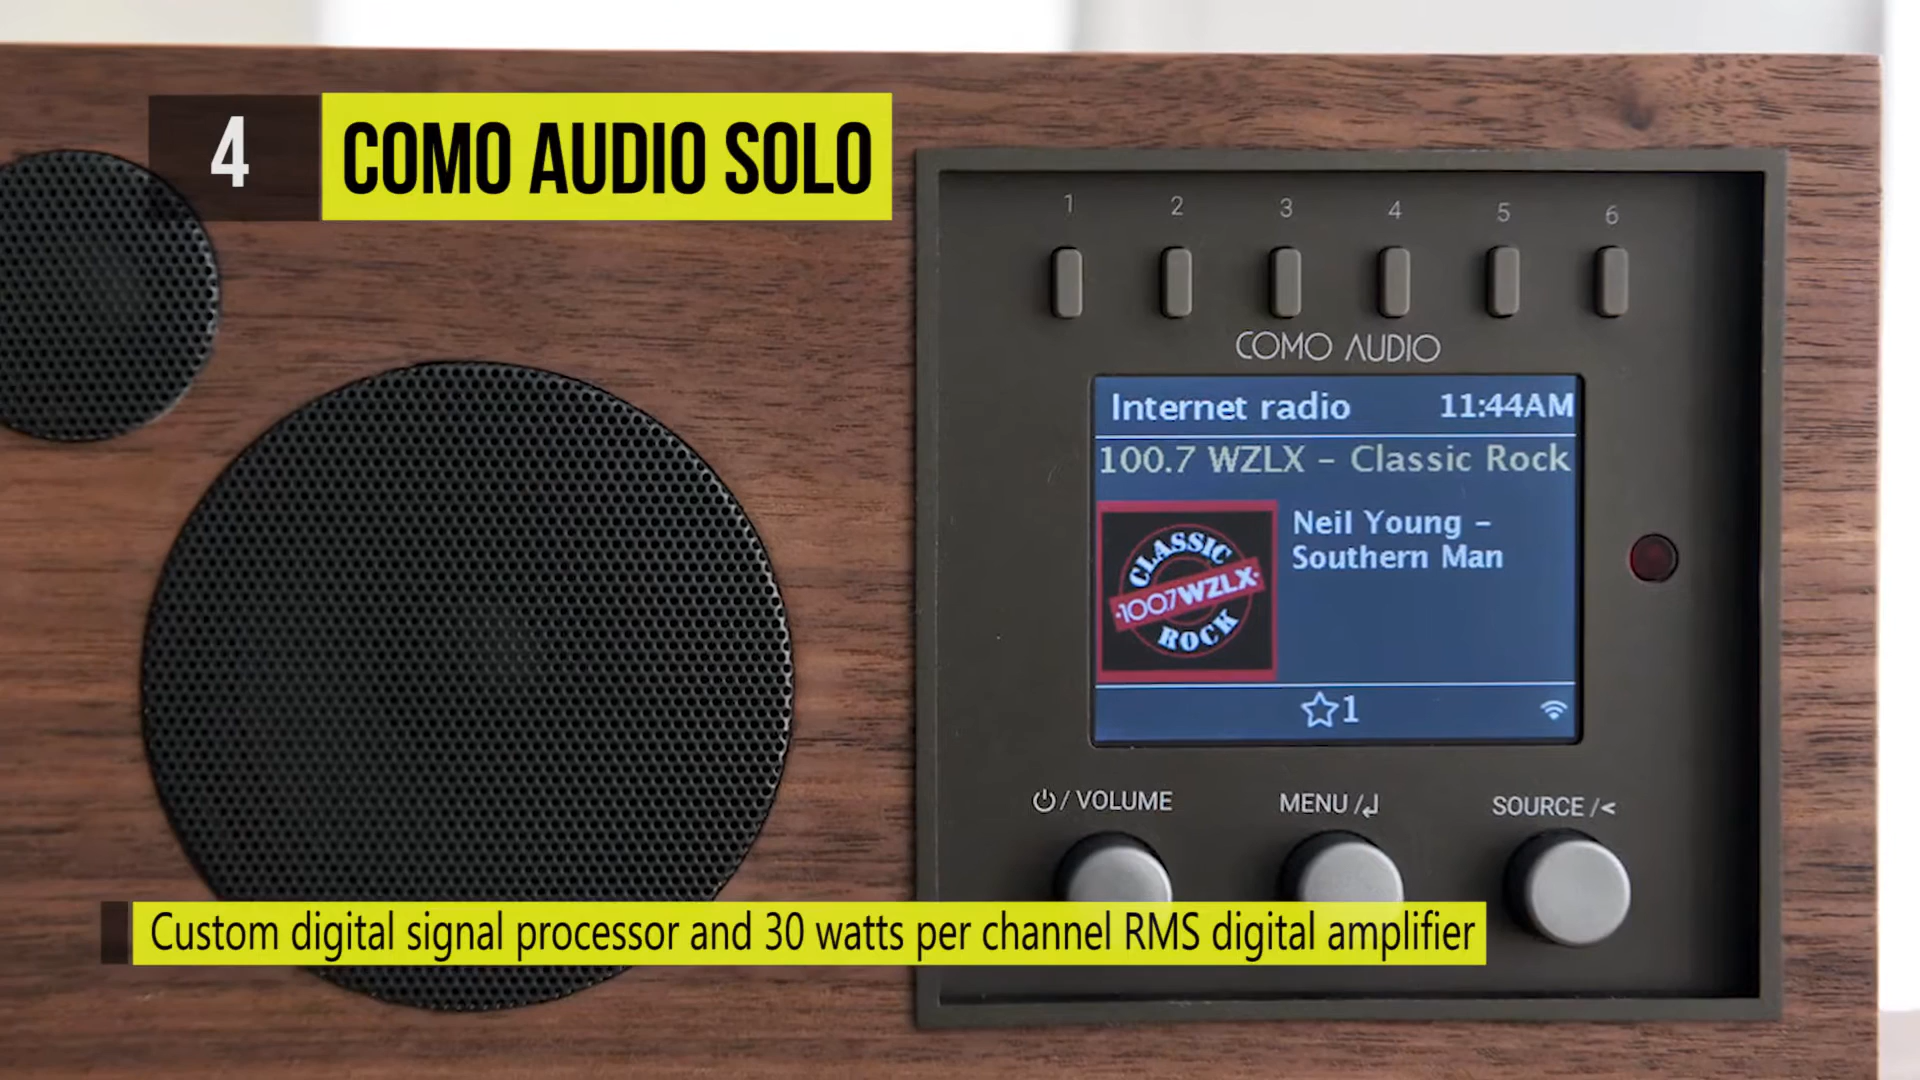 4 COMO AUDIO SOLO
1 2 3 4 5 6
COMO AUDIO
Internet radio 11:44AM
100.7 WZLX - Classic Rock
CLASSIC
·100.7WZLX·
ROCK
Neil Young -
Southern Man
1
/ VOLUME MENU / SOURCE /<
Custom digital signal processor and 30 watts per channel RMS digital amplifier